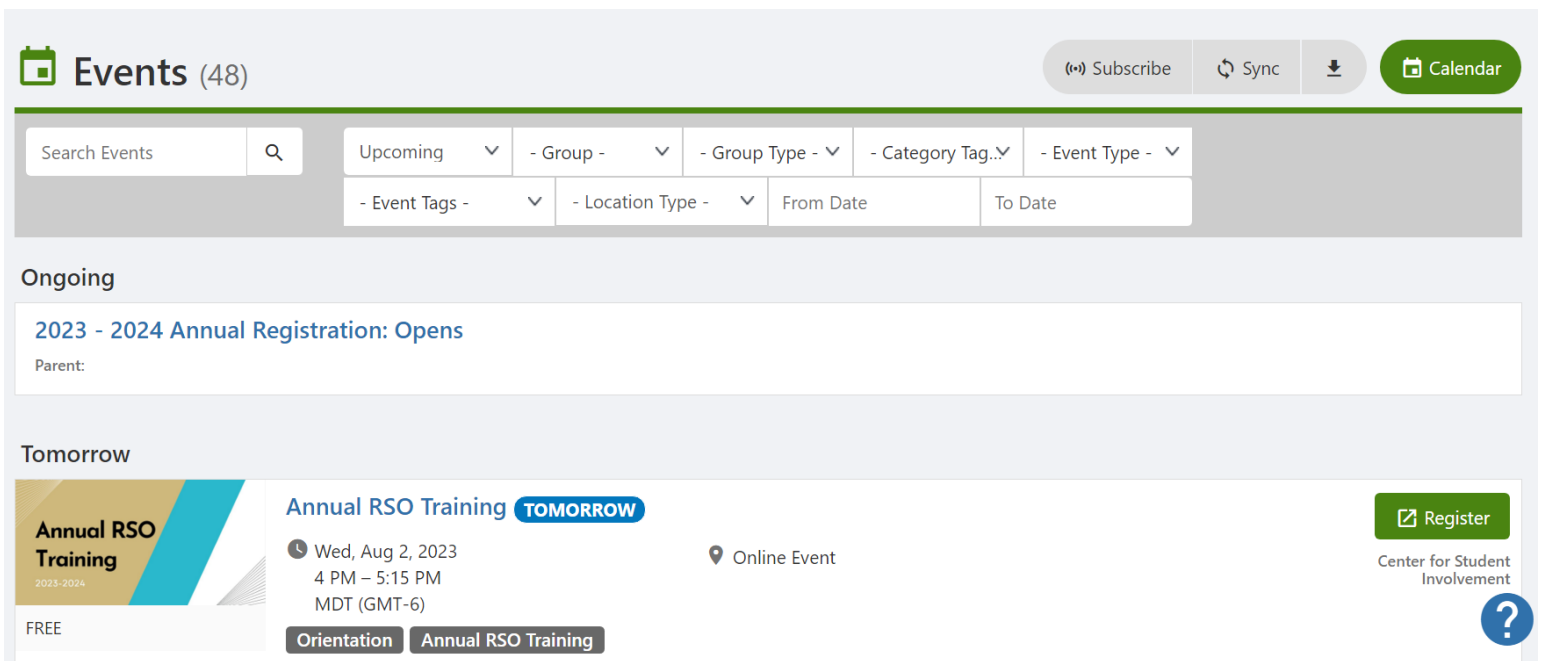 Events (48)
Subscribe
Sync
Calendar
Search Events
Upcoming
- Group -
- Group Type -
- Category Tag...
- Event Type -
- Event Tags -
- Location Type -
From Date
To Date
Ongoing
2023 - 2024 Annual Registration: Opens
Parent:
Tomorrow
Annual RSO
Training
2023-2024
FREE
Annual RSO Training TOMORROW
Wed, Aug 2, 2023
4 PM – 5:15 PM
MDT (GMT-6)
Online Event
Orientation
Annual RSO Training
Register
Center for Student
Involvement
?